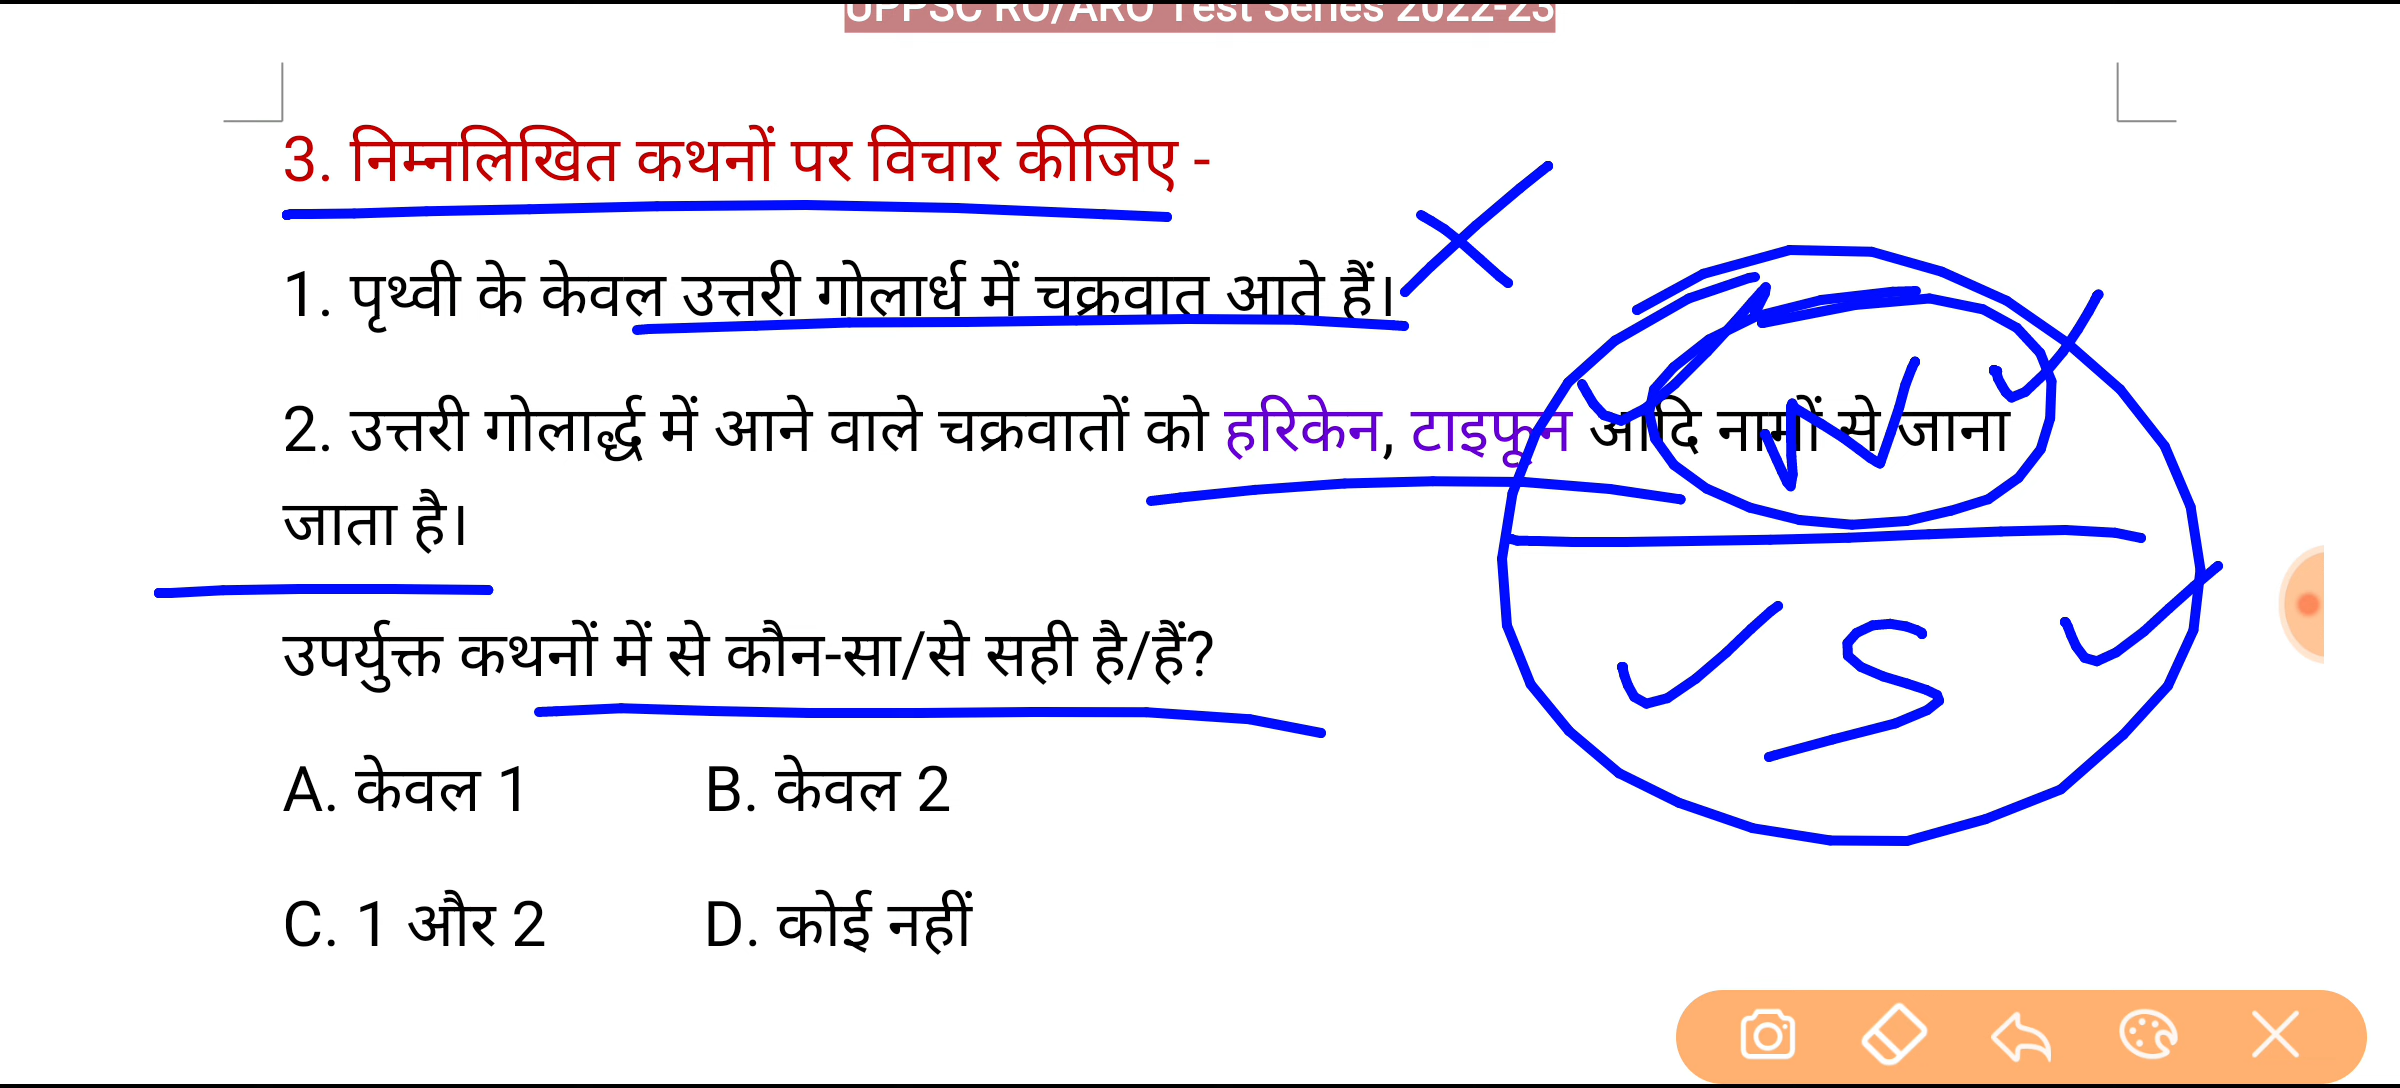 UPPSC RO/ARO Test Series 2022-23
3. निम्नलिखित कथनों पर विचार कीजिए -
1. पृथ्वी के केवल उत्तरी गोलार्ध में चक्रवात आते हैं।
2. उत्तरी गोलार्द्ध में आने वाले चक्रवातों को हरिकेन, टाइफून आदि नामों से जाना
जाता है।
उपर्युक्त कथनों में से कौन-सा/से सही है/हैं?
A. केवल 1 B. केवल 2
C. 1 और 2 D. कोई नहीं
N
S